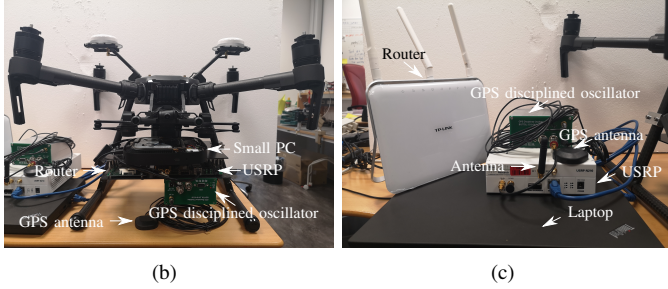 Small PC
Router
USRP
GPS disciplined oscillator
GPS antenna
(b)
Router
TP-LINK
GPS disciplined oscillator
GPS antenna
Antenna
USRP
Laptop
(c)